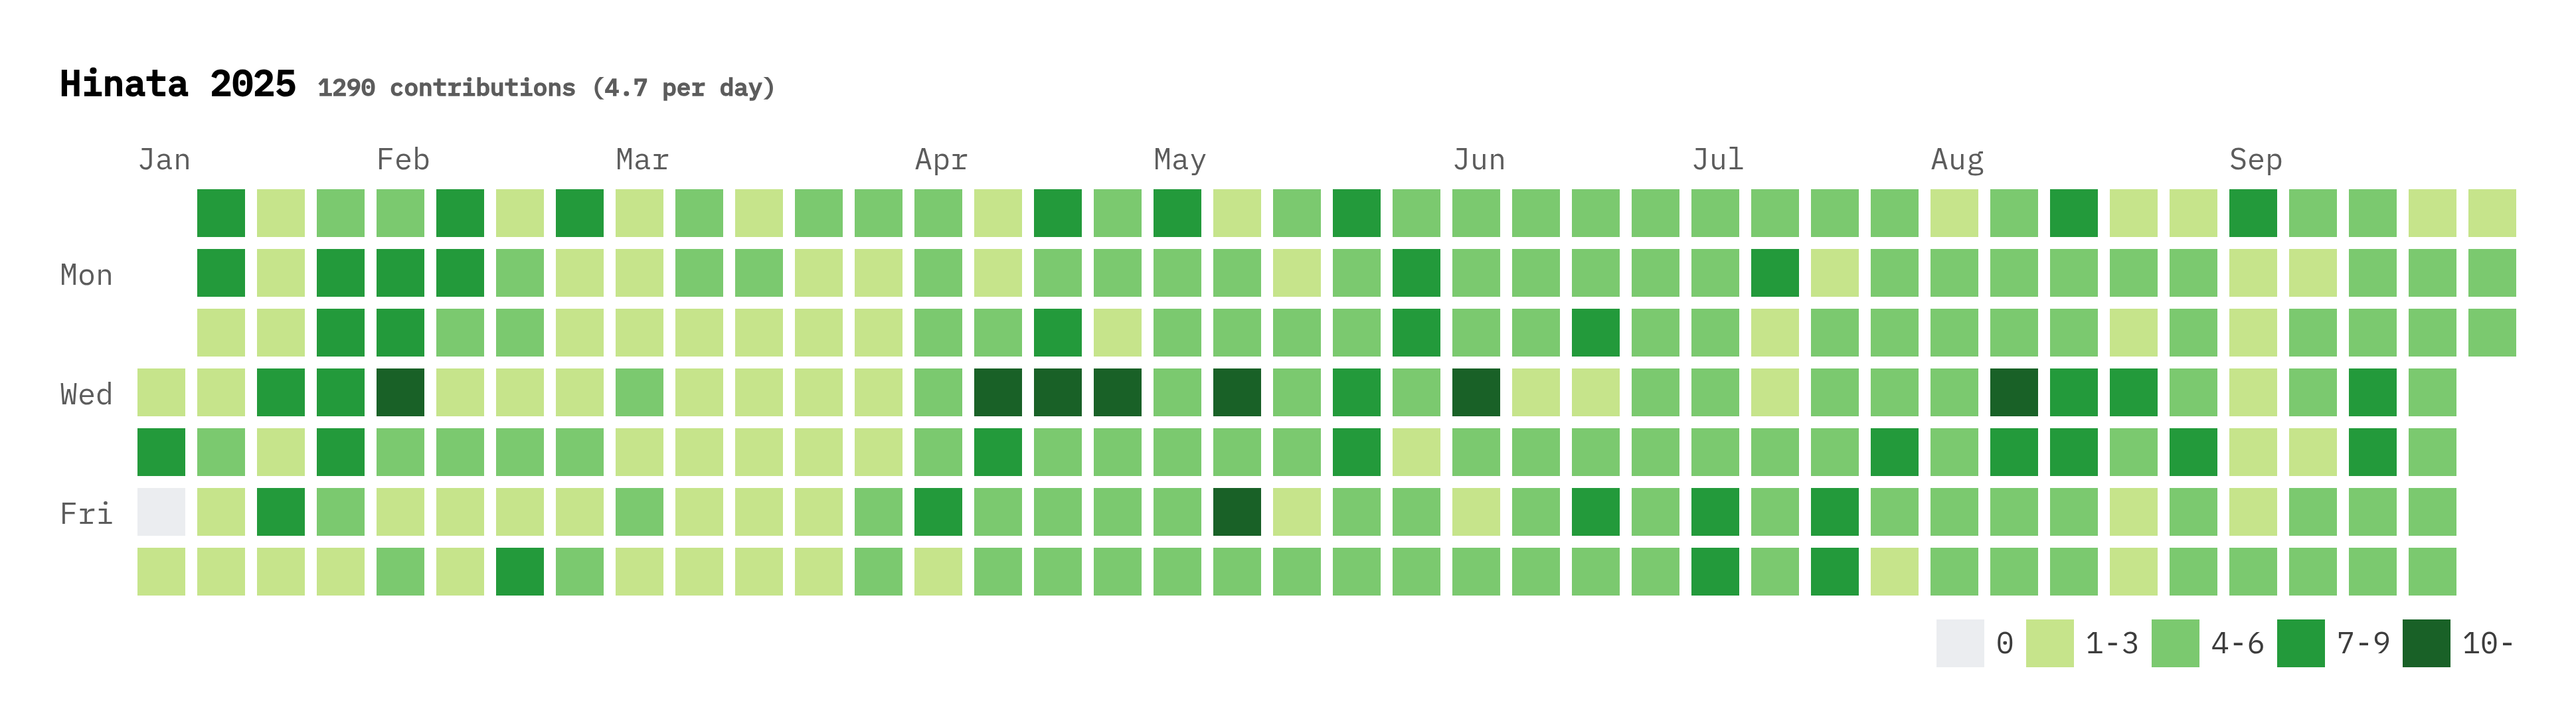 Hinata 2025 1290 contributions (4.7 per day)
Jan Feb Mar Apr May Jun Jul Aug Sep
Mon
Wed
Fri
0 1-3 4-6 7-9 10-